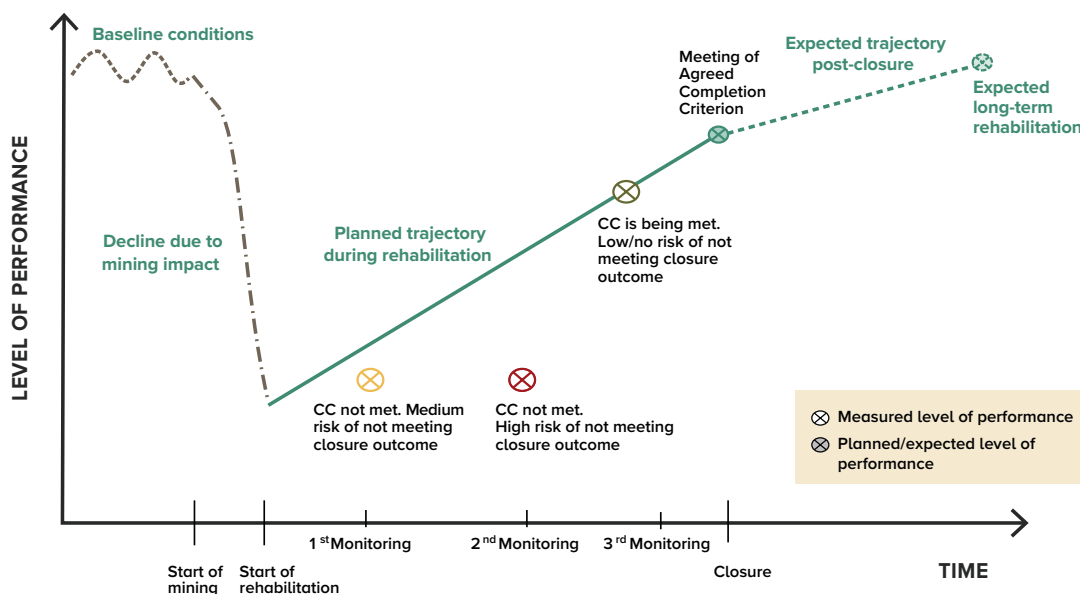 Baseline conditions
Meeting of
Agreed
Completion
Criterion
Expected trajectory
post-closure
Expected
long-term
rehabilitation
LEVEL OF PERFORMANCE
Decline due to
mining impact
Planned trajectory
during rehabilitation
CC is being met.
Low/no risk of not
meeting closure
outcome
CC not met. Medium
risk of not meeting
closure outcome
CC not met.
High risk of not meeting
closure outcome
Measured level of performance
Planned/expected level of
performance
1st Monitoring
2nd Monitoring
3rd Monitoring
Start of
mining
Start of
rehabilitation
Closure
TIME